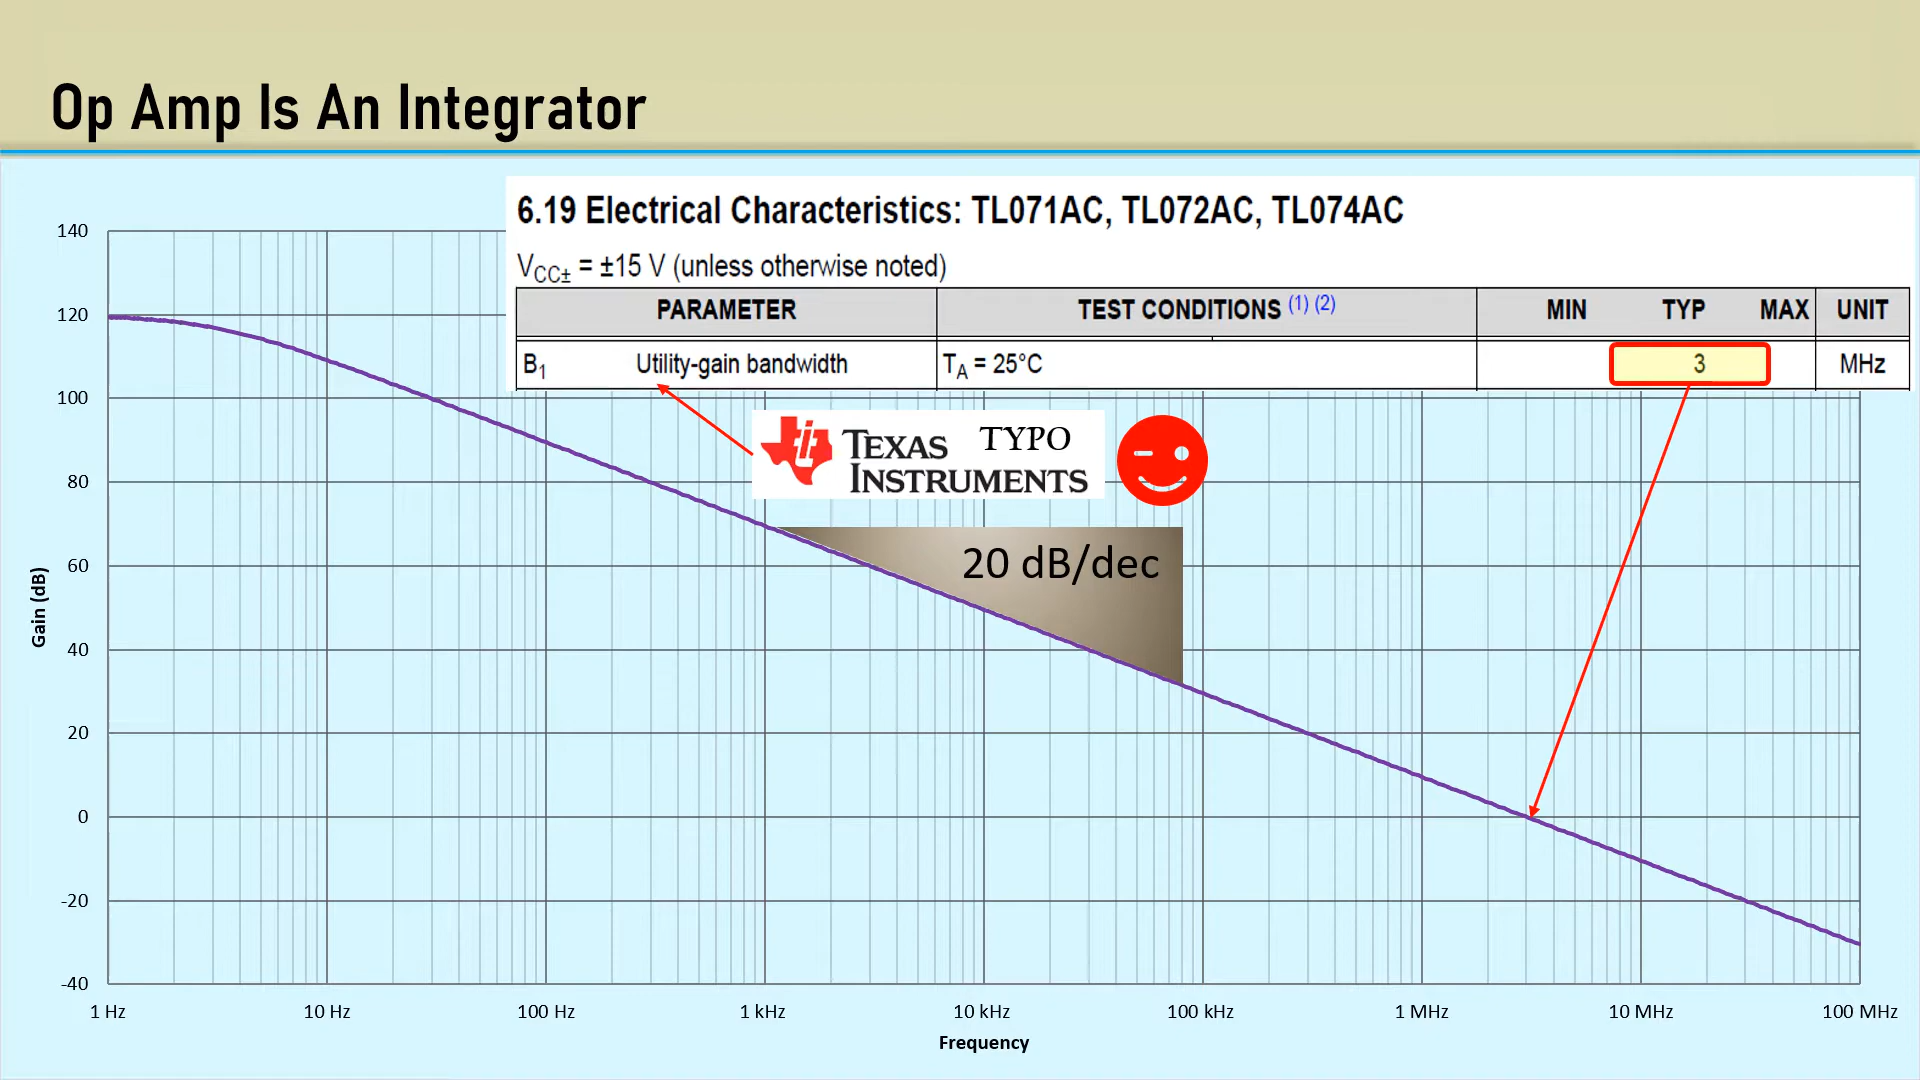 Op Amp Is An Integrator
6.19 Electrical Characteristics: TL071AC, TL072AC, TL074AC
VCC± = ±15 V (unless otherwise noted)
PARAMETER TEST CONDITIONS (1) (2) MIN TYP MAX UNIT
B1 Utility-gain bandwidth TA = 25°C 3 MHz
TEXAS TYPO
INSTRUMENTS
20 dB/dec
Gain (dB)
140
120
100
80
60
40
20
0
-20
-40
1 Hz 10 Hz 100 Hz 1 kHz 10 kHz 100 kHz 1 MHz 10 MHz 100 MHz
Frequency